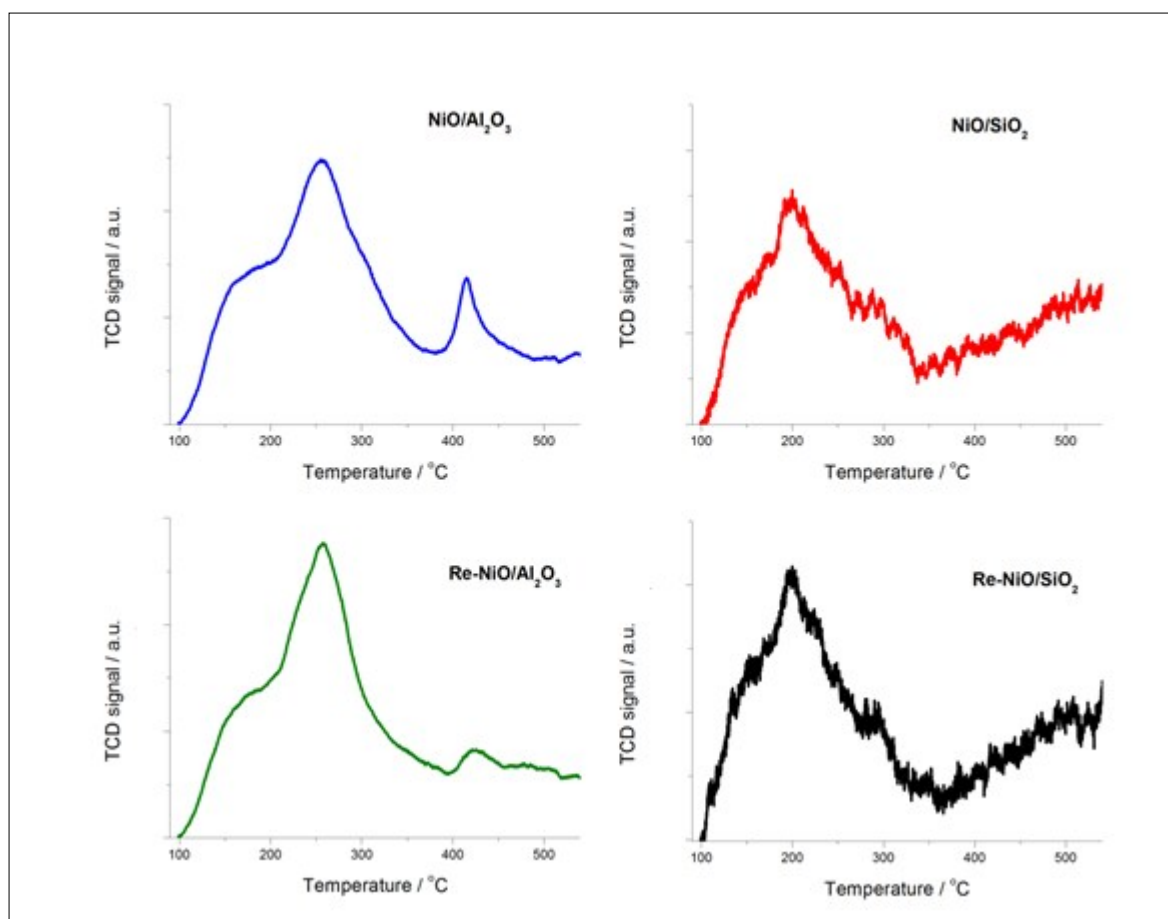 NiO/Al₂O₃
TCD signal / a.u.
100 200 300 400 500
Temperature / °C
NiO/SiO₂
TCD signal / a.u.
100 200 300 400 500
Temperature / °C
Re-NiO/Al₂O₃
TCD signal / a.u.
100 200 300 400 500
Temperature / °C
Re-NiO/SiO₂
TCD signal / a.u.
100 200 300 400 500
Temperature / °C